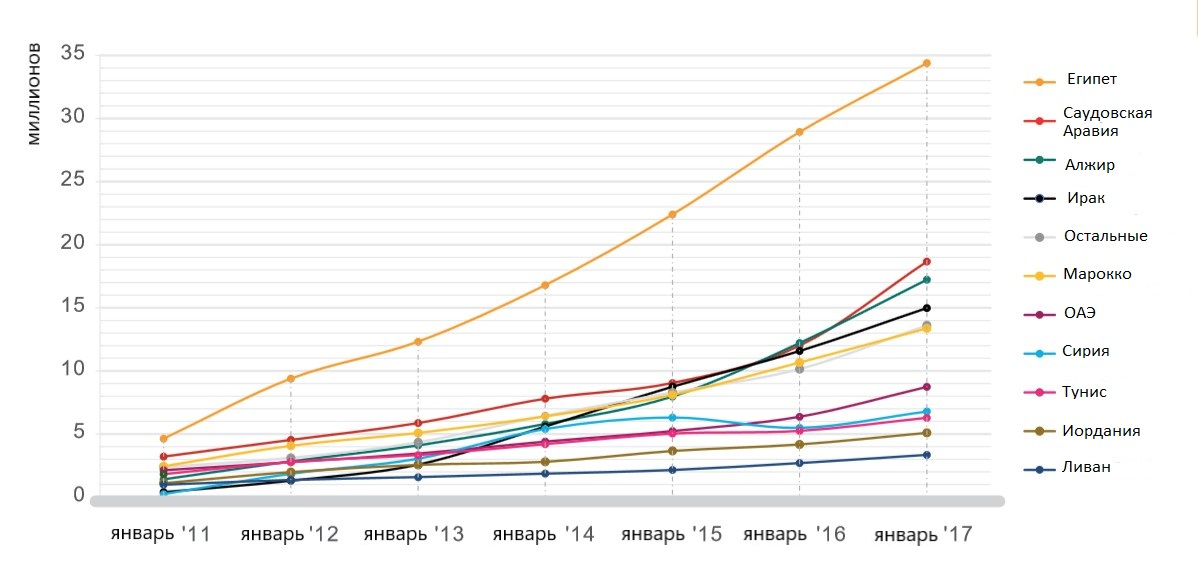 миллионов
35
30
25
20
15
10
5
0
январь '11
январь '12
январь '13
январь '14
январь '15
январь '16
январь '17
Египет
Саудовская
Аравия
Алжир
Ирак
Остальные
Марокко
ОАЭ
Сирия
Тунис
Иордания
Ливан